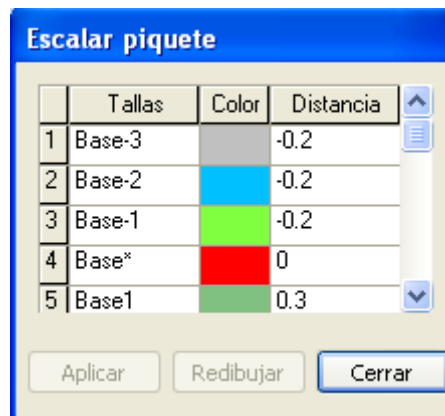 Escalar piquete
Tallas Color Distancia
1 Base-3 -0.2
2 Base-2 -0.2
3 Base-1 -0.2
4 Base* 0
5 Base1 0.3
Aplicar Redibujar Cerrar